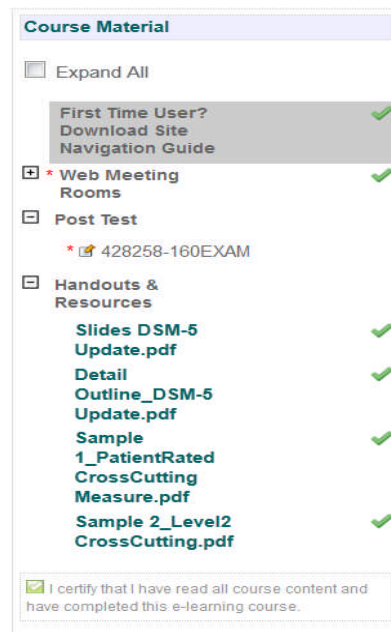 Course Material
Expand All
First Time User?
Download Site
Navigation Guide
* Web Meeting
Rooms
Post Test
* 428258-160EXAM
Handouts &
Resources
Slides DSM-5
Update.pdf
Detail
Outline_DSM-5
Update.pdf
Sample
1_PatientRated
CrossCutting
Measure.pdf
Sample 2_Level2
CrossCutting.pdf
I certify that I have read all course content and
have completed this e-learning course.